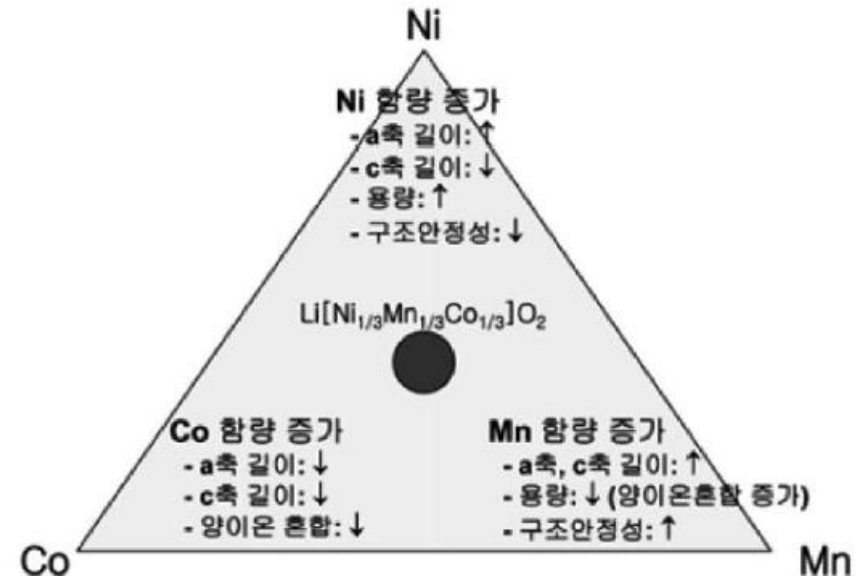 Ni
Ni 함량 증가
- a축 길이: ↑
- c축 길이: ↓
- 용량: ↑
- 구조안정성: ↓
Li[Ni1/3Mn1/3Co1/3]O2
Co 함량 증가
- a축 길이: ↓
- c축 길이: ↓
- 양이온 혼합: ↓
Mn 함량 증가
- a축, c축 길이: ↑
- 용량: ↓ (양이온혼합 증가)
- 구조안정성: ↑
Co
Mn